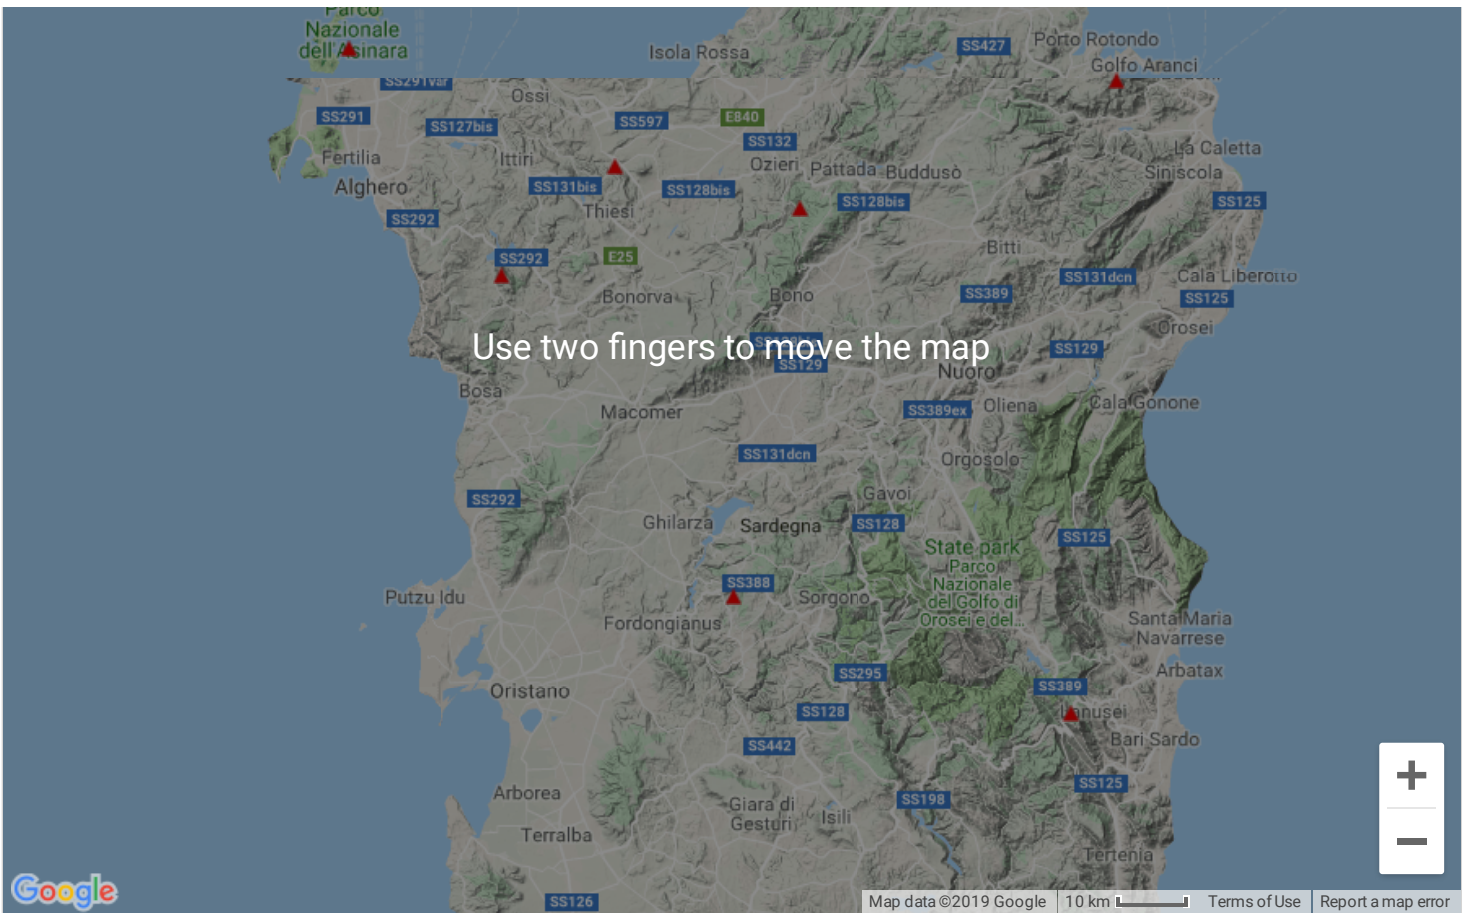 Parco
Nazionale
dell'Asinara
Isola Rossa
SS427
Porto Rotondo
Golfo Aranci
SS291var
Ossi
SS291
SS127bis
SS597
E840
SS132
Fertilia
Ittiri
Ozieri
Pattada
Buddusò
La Caletta
Siniscola
Alghero
SS131bis
SS128bis
SS128bis
SS125
SS292
Thiesi
Bitti
SS292
E25
SS131dcn
Cala Liberotto
Bonorva
Bono
SS389
SS125
Orosei
Use two fingers to move the map
SS129
SS129
Nuoro
Bosa
Macomer
SS389ex
Oliena
Cala Gonone
SS131dcn
Orgosolo
SS292
Gavoi
Ghilarza
Sardegna
SS128
SS125
State park
Parco
Nazionale
del Golfo di
Orosei e del...
SS388
Putzu Idu
Sorgono
Fordongianus
Santa Maria
Navarrese
SS295
Arbatax
Oristano
SS389
SS128
Lanusei
SS442
Bari Sardo
SS125
Arborea
Giara di
Gesturi
Isili
SS198
Terralba
Tertenia
SS126
Google
Map data ©2019 Google
10 km
Terms of Use
Report a map error